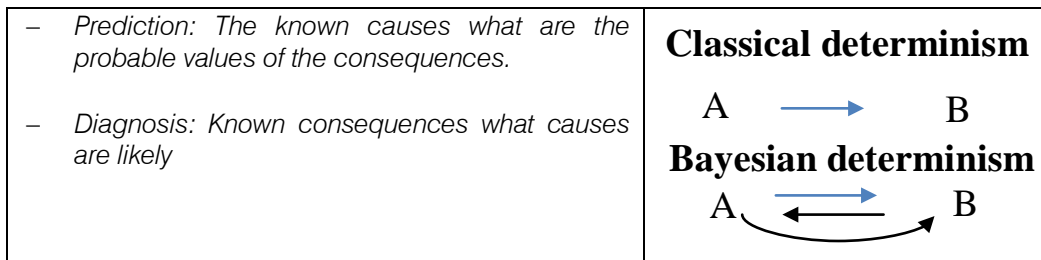 – Prediction: The known causes what are the
probable values of the consequences.
– Diagnosis: Known consequences what causes
are likely
Classical determinism
A B
Bayesian determinism
A B